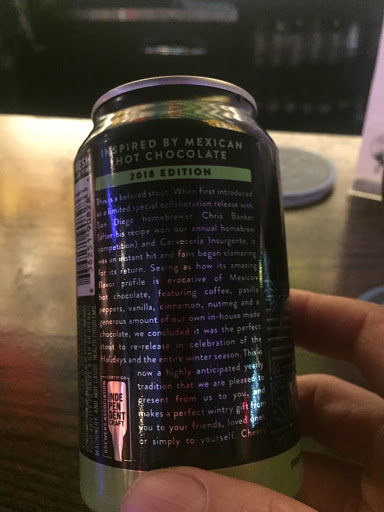 INSPIRED BY MEXICAN
HOT CHOCOLATE
2018 EDITION
This is a beloved stout. When first introduced
as a limited special collaboration release with
San Diego homebrewer Chris Banker
(after his recipe won our annual homebrew
competition) and Cervecería Insurgente, it
was an instant hit and fans began clamoring
for its return. Seeing as how its amazing
flavor profile is evocative of Mexican
hot chocolate, featuring coffee, pasilla
peppers, vanilla, cinnamon, nutmeg and a
generous amount of our own in-house made
chocolate, we concluded it was the perfect
stout to re-release in celebration of the
Holidays and the entire winter season. This is
now a highly anticipated yearly
tradition that we are pleased to
present from us to you, and
makes a perfect wintry gift from
you to your friends, loved ones
or simply to yourself. Cheers
INDE
PEN
DENT
CRAFT